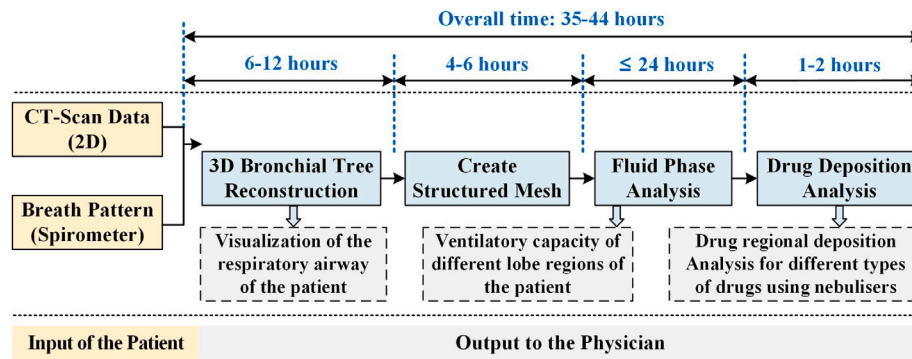 Overall time: 35-44 hours
6-12 hours
4-6 hours
≤ 24 hours
1-2 hours
CT-Scan Data
(2D)
Breath Pattern
(Spirometer)
3D Bronchial Tree
Reconstruction
Create
Structured Mesh
Fluid Phase
Analysis
Drug Deposition
Analysis
Visualization of the
respiratory airway
of the patient
Ventilatory capacity of
different lobe regions of
the patient
Drug regional deposition
Analysis for different types
of drugs using nebulisers
Input of the Patient
Output to the Physician